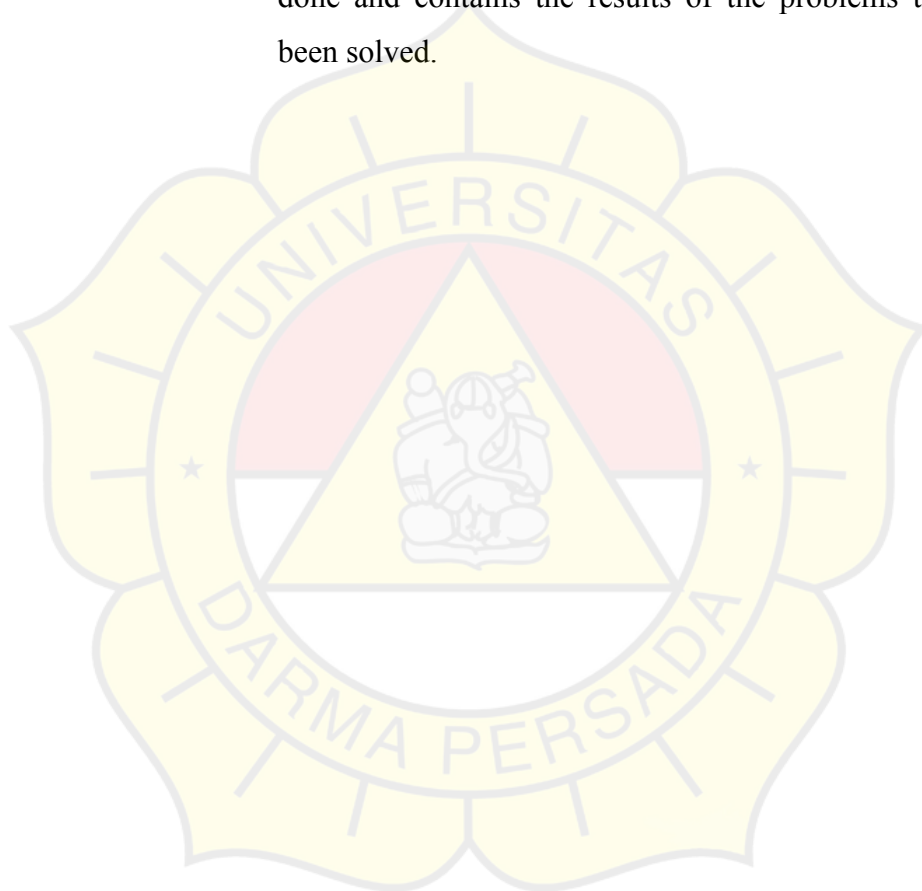 done and contains the results of the problems t
been solved.
UNIVERSITAS
DARMA PERSADA